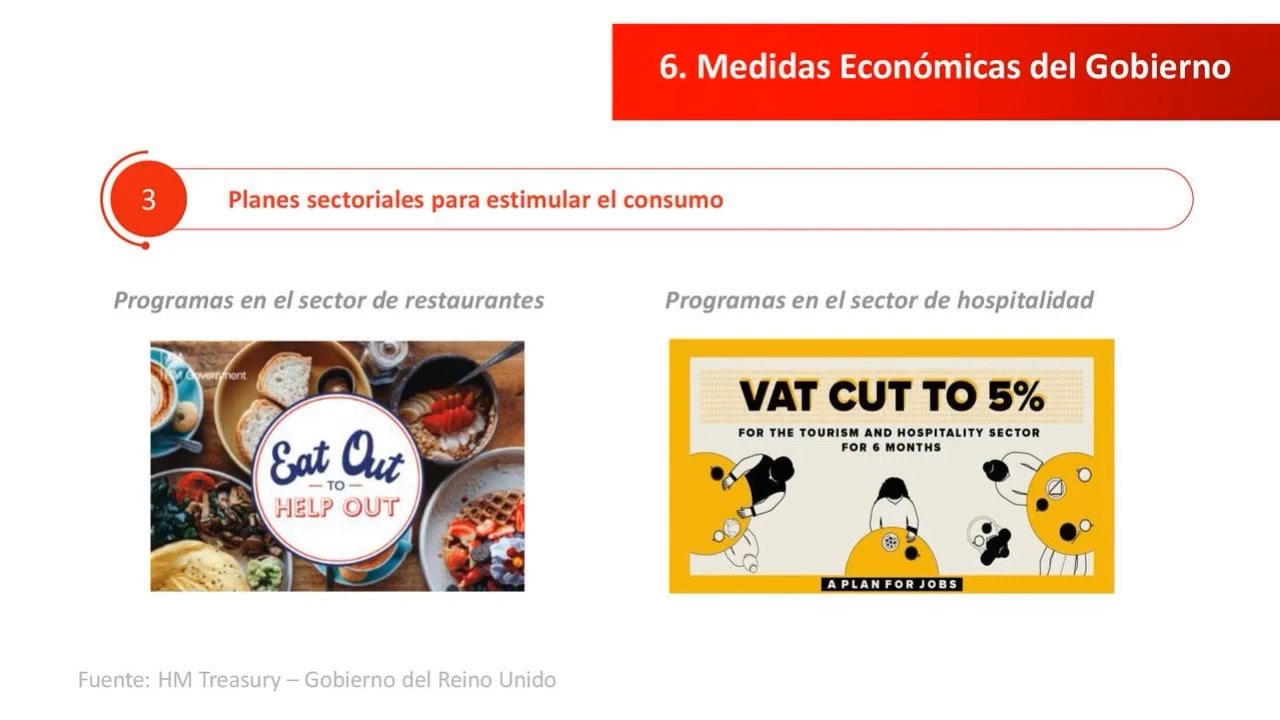 6. Medidas Económicas del Gobierno
3
Planes sectoriales para estimular el consumo
Programas en el sector de restaurantes
Programas en el sector de hospitalidad
HM Government
Eat Out
TO
HELP OUT
VAT CUT TO 5%
FOR THE TOURISM AND HOSPITALITY SECTOR
FOR 6 MONTHS
A PLAN FOR JOBS
Fuente: HM Treasury – Gobierno del Reino Unido